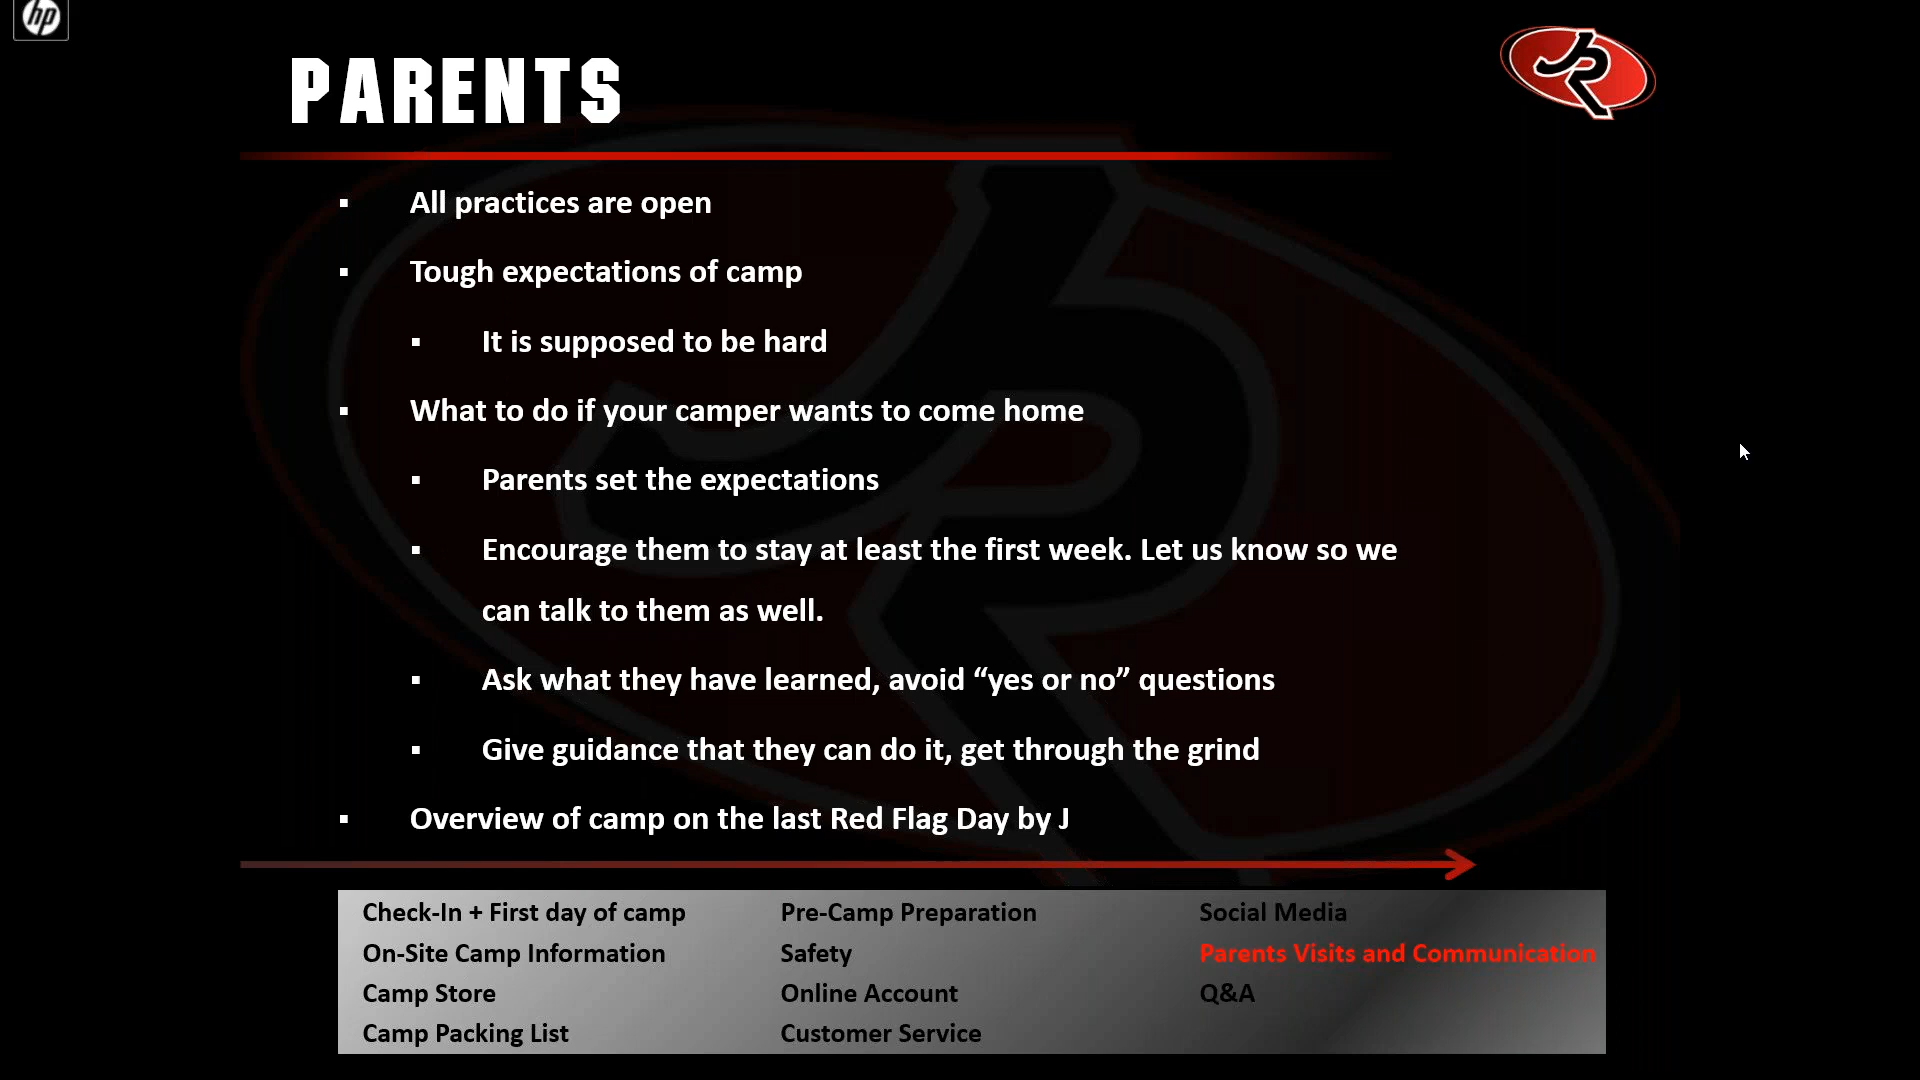 hp
PARENTS
JR
▪ All practices are open
▪ Tough expectations of camp
▪ It is supposed to be hard
▪ What to do if your camper wants to come home
▪ Parents set the expectations
▪ Encourage them to stay at least the first week. Let us know so we
can talk to them as well.
▪ Ask what they have learned, avoid “yes or no” questions
▪ Give guidance that they can do it, get through the grind
▪ Overview of camp on the last Red Flag Day by J
Check-In + First day of camp
On-Site Camp Information
Camp Store
Camp Packing List
Pre-Camp Preparation
Safety
Online Account
Customer Service
Social Media
Parents Visits and Communication
Q&A